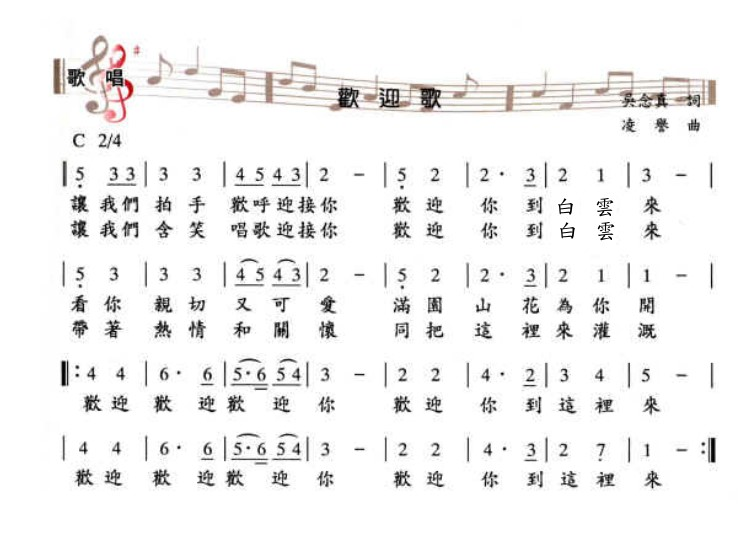 歌 唱
歡 迎 歌
吳念真 詞
凌 譽 曲
C 2/4
‖ 5̣ 3 3 | 3 3 | 4 5 4 3 | 2 － | 5̣ 2 | 2· 3 | 2 1 | 3 － |
讓 我們 拍 手 歡呼迎接你 歡 迎 你 到 白 雲 來
讓 我們 含 笑 唱歌迎接你 歡 迎 你 到 白 雲 來
| 5̣ 3 | 3 3 | 4 5 4 3 | 2 － | 5̣ 2 | 2· 3 | 2 1 | 1 － |
看 你 親 切 又 可 愛 滿 園 山 花 為 你 開
帶 著 熱 情 和 關 懷 同 把 這 裡 來 灌 溉
‖: 4 4 | 6· 6 | 5·6 5 4 | 3 － | 2 2 | 4· 2 | 3 4 | 5 － |
歡 迎 歡 迎 歡 迎 你 歡 迎 你 到 這 裡 來
| 4 4 | 6· 6 | 5·6 5 4 | 3 － | 2 2 | 4· 3 | 2 7̣ | 1 － :‖
歡 迎 歡 迎 歡 迎 你 歡 迎 你 到 這 裡 來